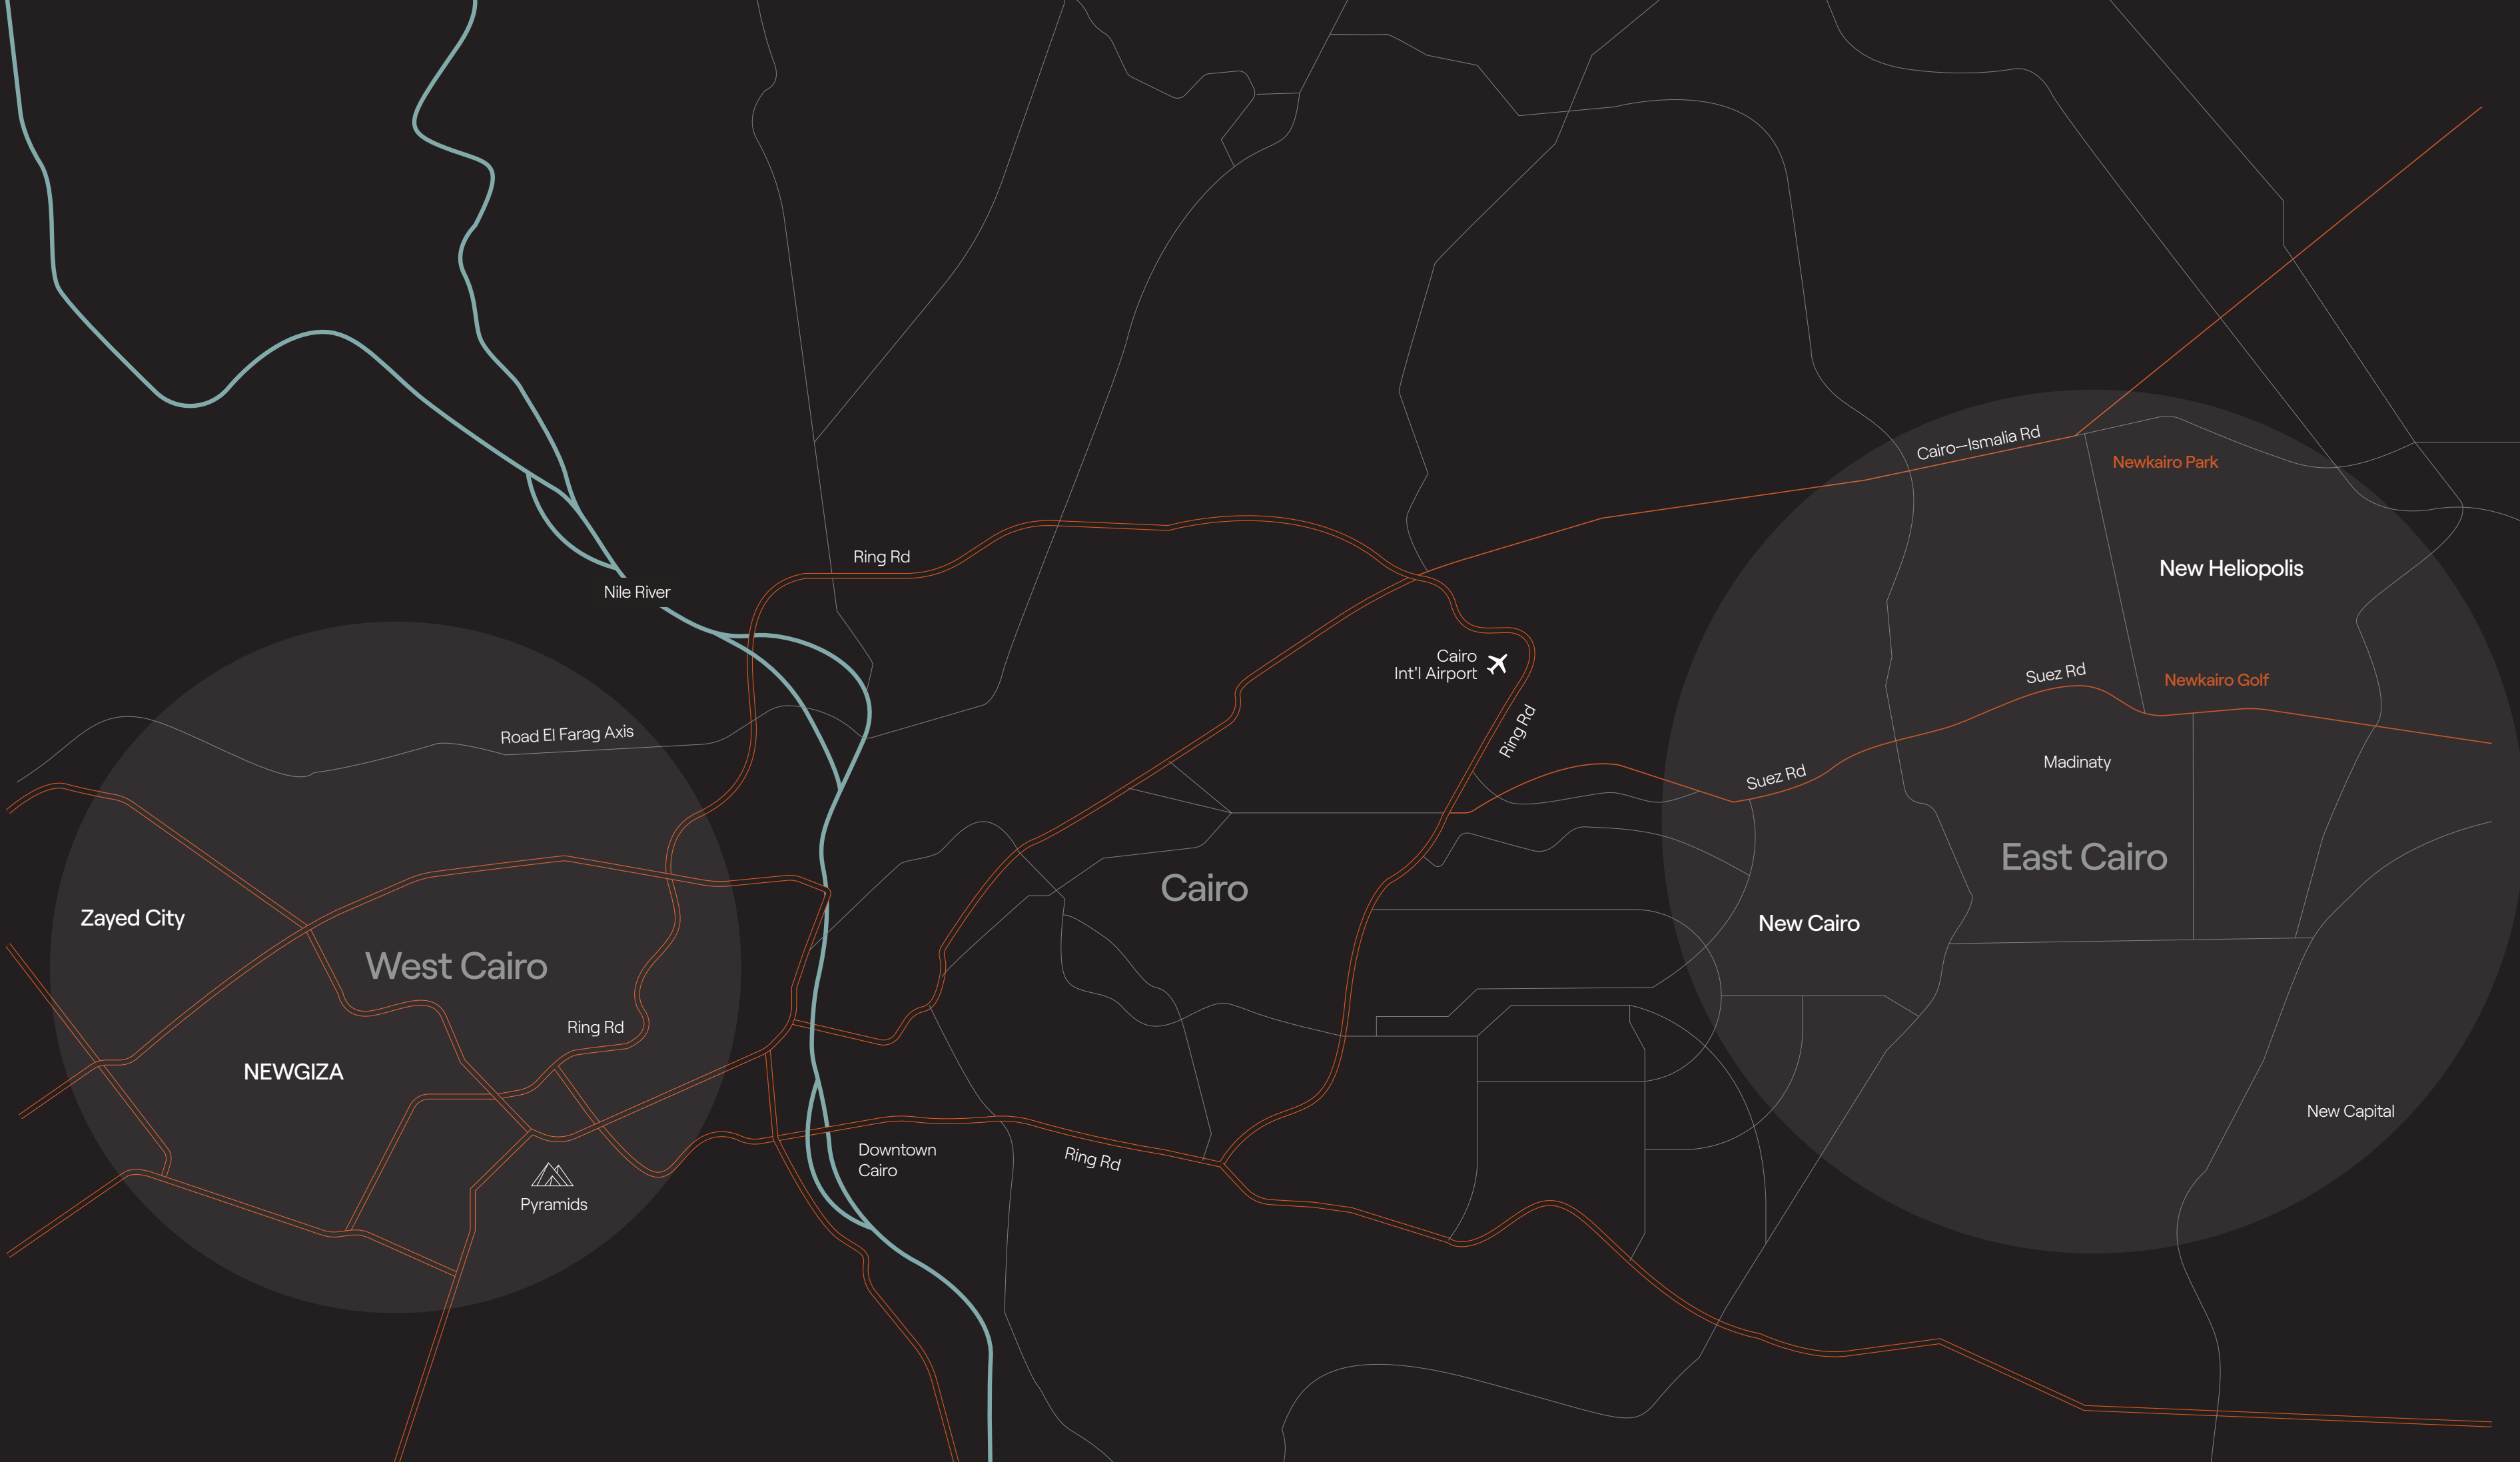 Cairo—Ismalia Rd
Newkairo Park
Ring Rd
New Heliopolis
Nile River
Cairo
Int'l Airport
Suez Rd
Newkairo Golf
Ring Rd
Road El Farag Axis
Madinaty
Suez Rd
East Cairo
Cairo
Zayed City
New Cairo
West Cairo
Ring Rd
NEWGIZA
New Capital
Downtown
Cairo
Ring Rd
Pyramids